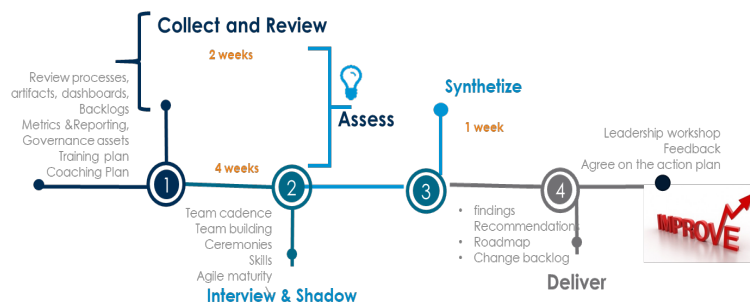 Collect and Review
2 weeks
Review processes,
artifacts, dashboards,
Backlogs
Metrics &Reporting,
Governance assets
Training plan
Coaching Plan
Assess
4 weeks
1
2
Team cadence
Team building
Ceremonies
Skills
Agile maturity
Interview & Shadow
Synthetize
1 week
3
4
• findings
Recommendations
• Roadmap
• Change backlog
Deliver
Leadership workshop
Feedback
Agree on the action plan
IMPROVE